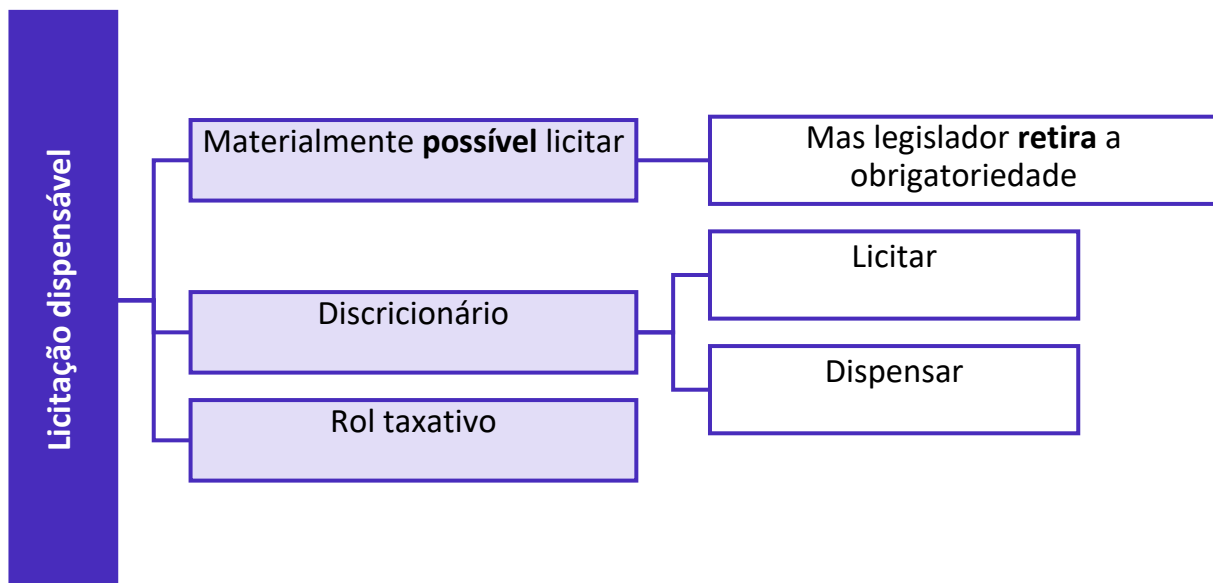 Licitação dispensável
Materialmente possível licitar
Mas legislador retira a
obrigatoriedade
Discricionário
Licitar
Dispensar
Rol taxativo